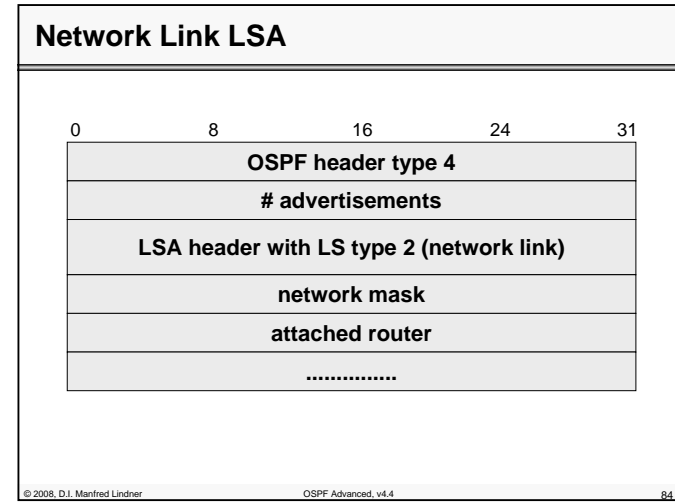 Network Link LSA
0 8 16 24 31
OSPF header type 4
# advertisements
LSA header with LS type 2 (network link)
network mask
attached router
...............
© 2008, D.I. Manfred Lindner OSPF Advanced, v4.4 84